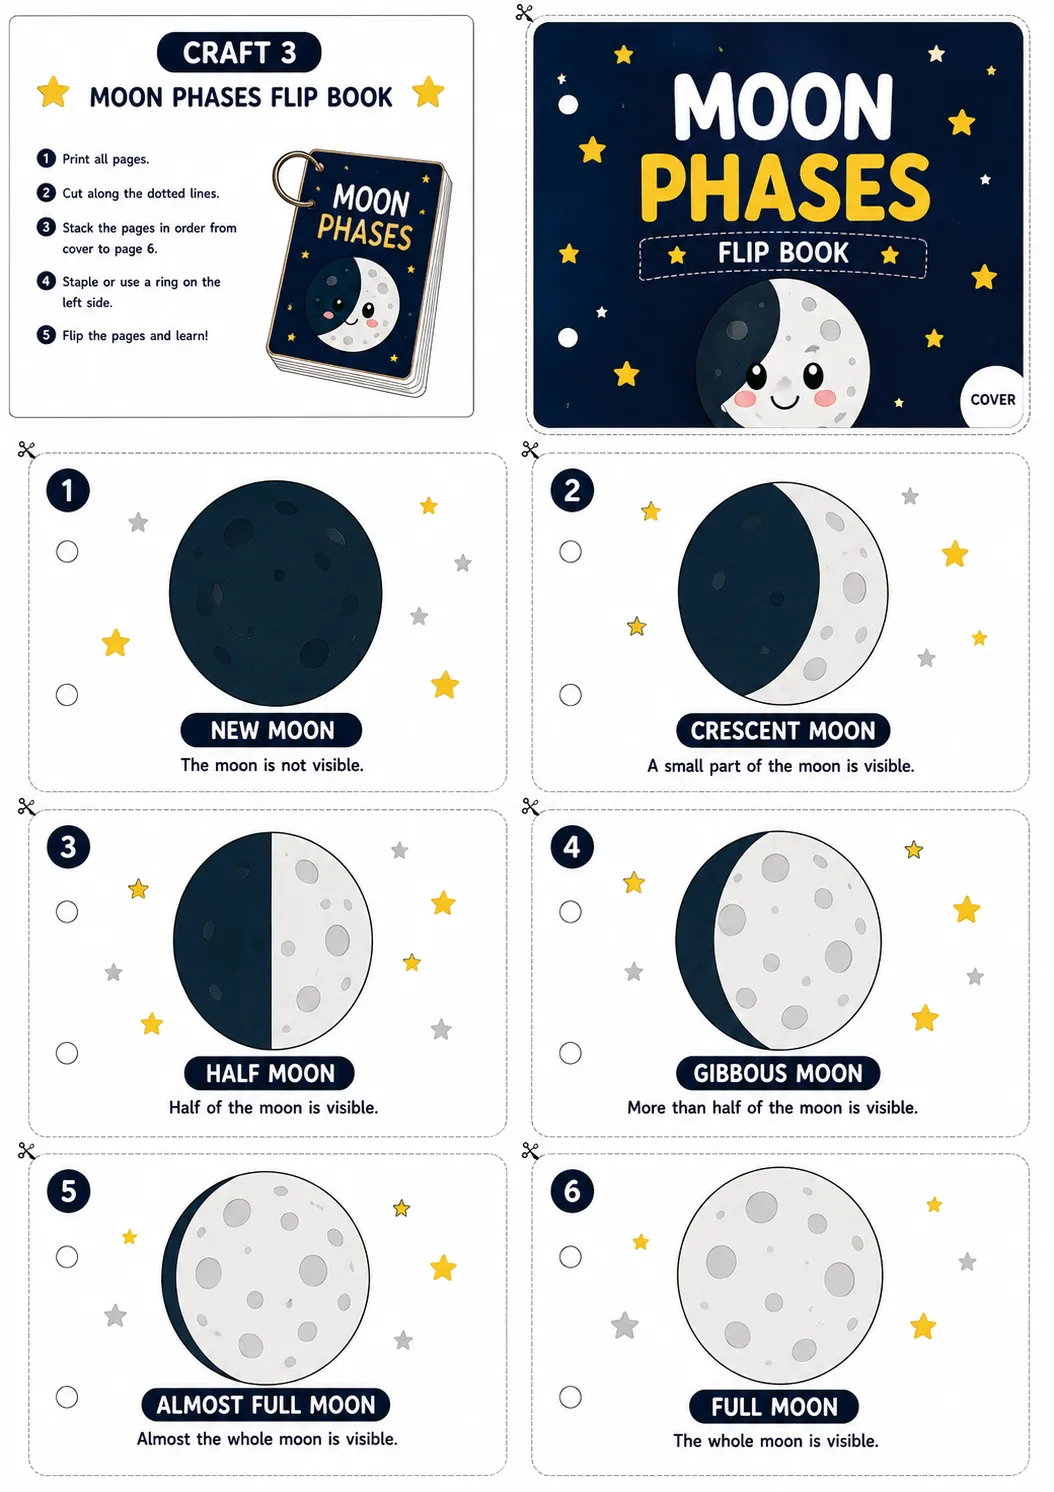 CRAFT 3
MOON PHASES FLIP BOOK
1 Print all pages.
2 Cut along the dotted lines.
3 Stack the pages in order from
cover to page 6.
4 Staple or use a ring on the
left side.
5 Flip the pages and learn!
MOON
PHASES
MOON
PHASES
FLIP BOOK
COVER
1
NEW MOON
The moon is not visible.
2
CRESCENT MOON
A small part of the moon is visible.
3
HALF MOON
Half of the moon is visible.
4
GIBBOUS MOON
More than half of the moon is visible.
5
ALMOST FULL MOON
Almost the whole moon is visible.
6
FULL MOON
The whole moon is visible.